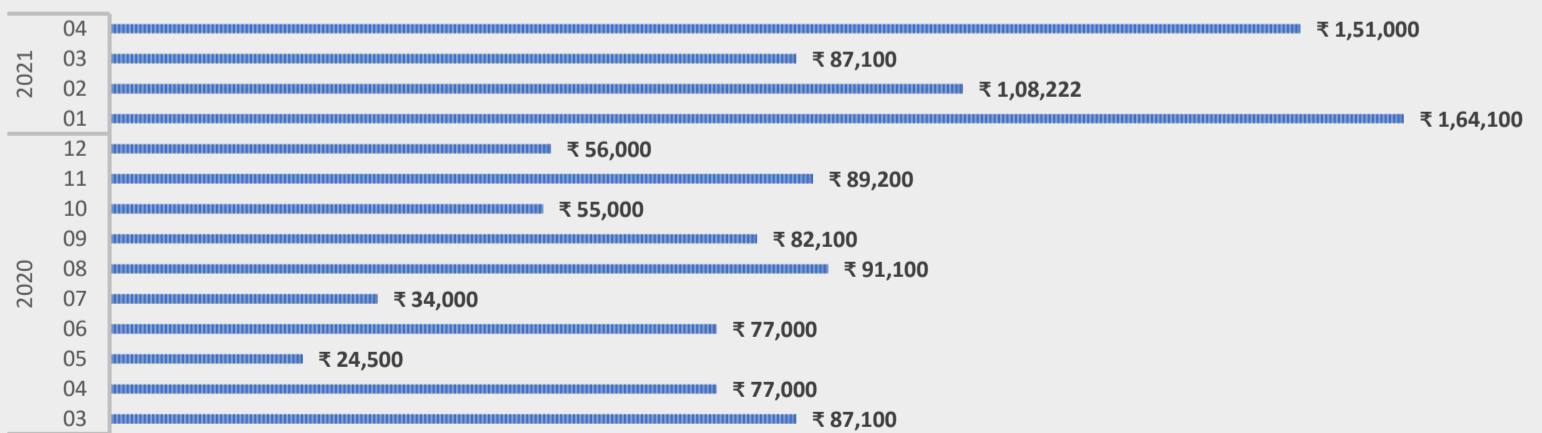 2021
04 ₹ 1,51,000
03 ₹ 87,100
02 ₹ 1,08,222
01 ₹ 1,64,100
2020
12 ₹ 56,000
11 ₹ 89,200
10 ₹ 55,000
09 ₹ 82,100
08 ₹ 91,100
07 ₹ 34,000
06 ₹ 77,000
05 ₹ 24,500
04 ₹ 77,000
03 ₹ 87,100